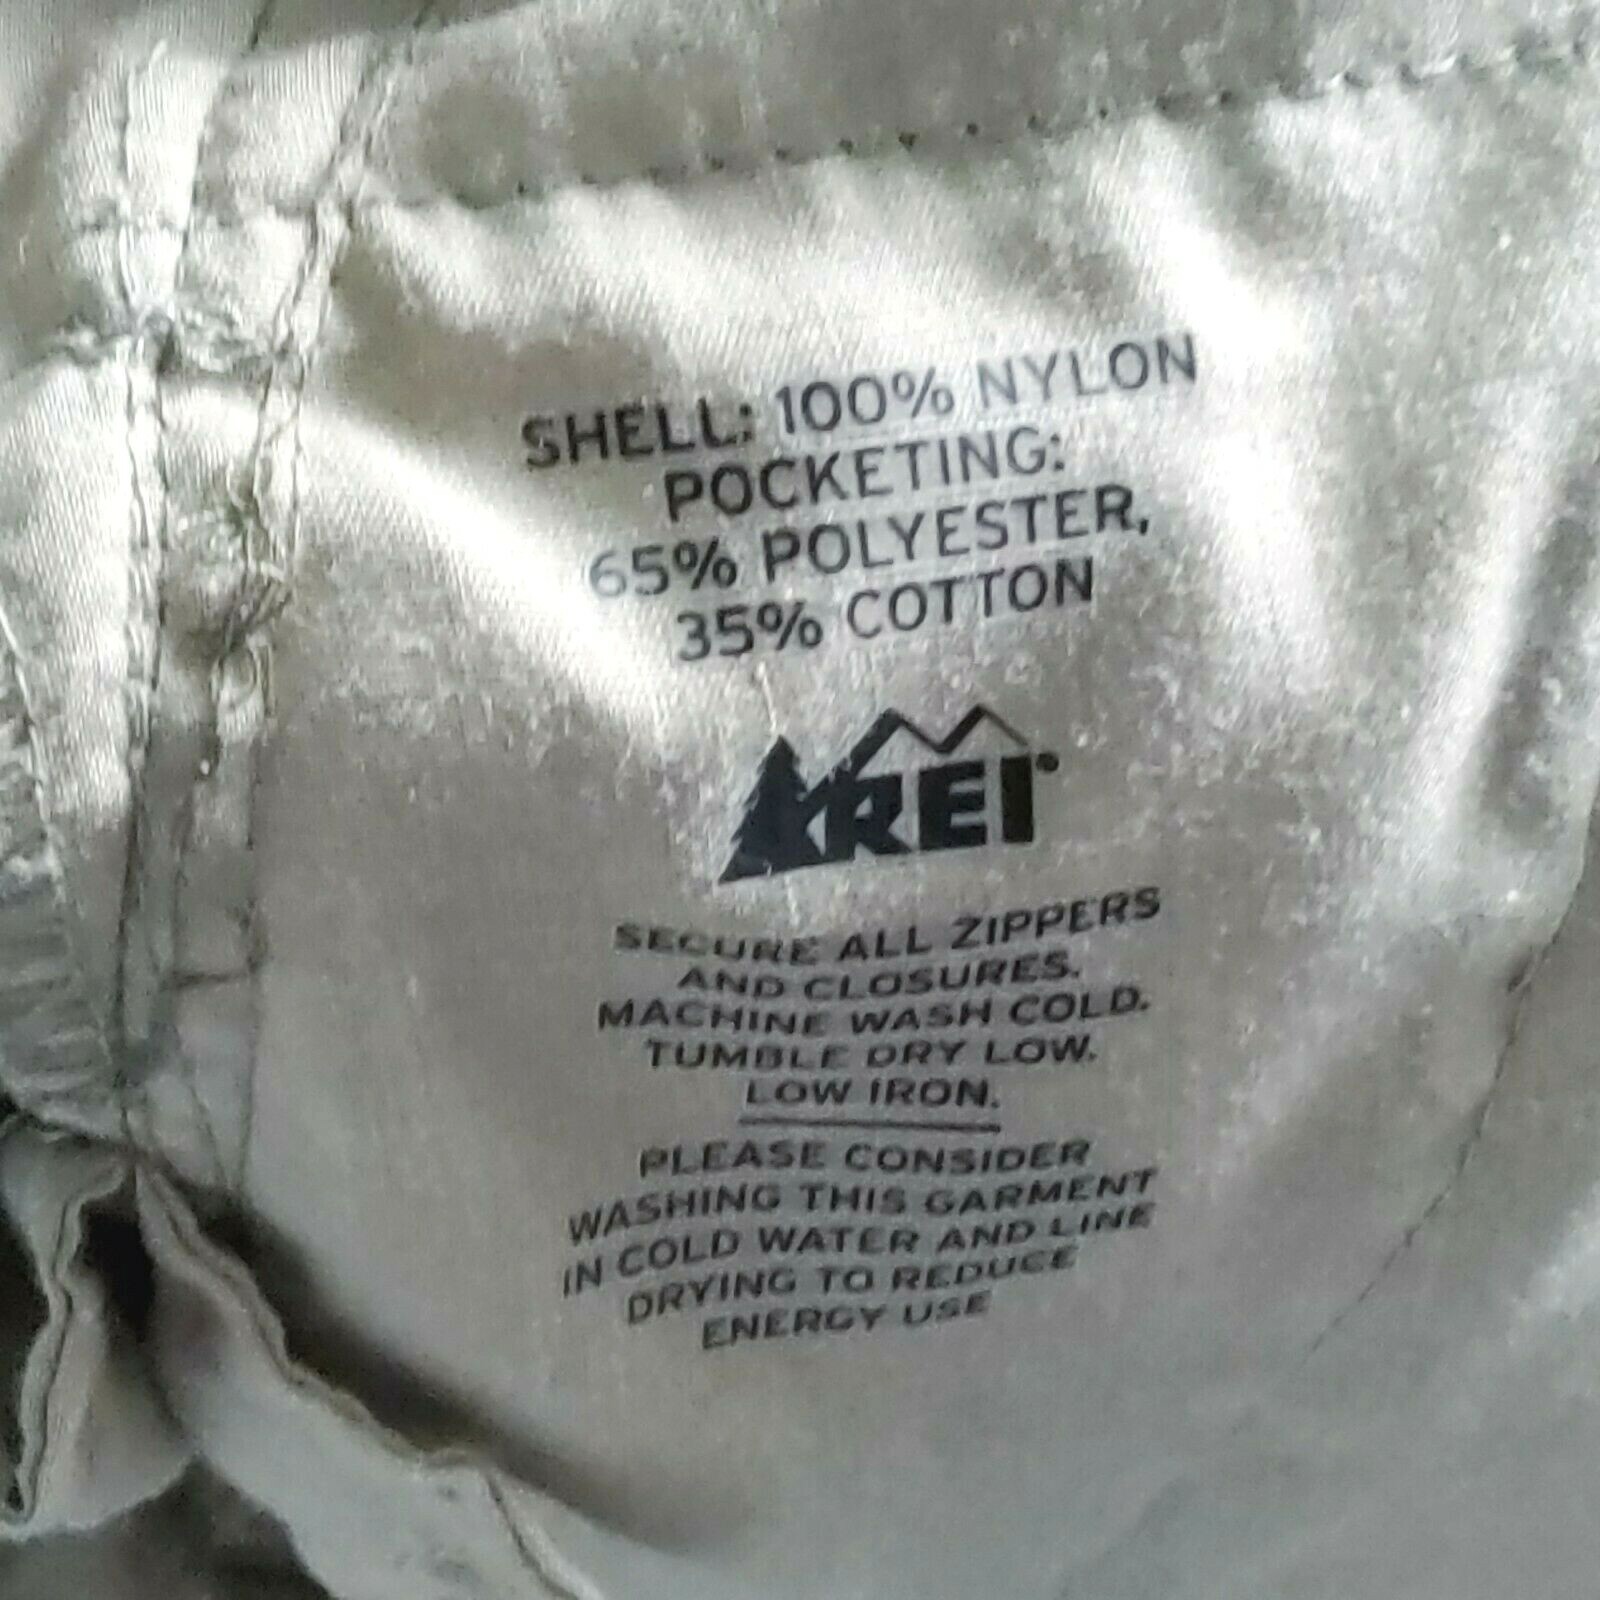 SHELL: 100% NYLON
POCKETING:
65% POLYESTER,
35% COTTON
REI
SECURE ALL ZIPPERS
AND CLOSURES.
MACHINE WASH COLD.
TUMBLE DRY LOW.
LOW IRON.
PLEASE CONSIDER
WASHING THIS GARMENT
IN COLD WATER AND LINE
DRYING TO REDUCE
ENERGY USE